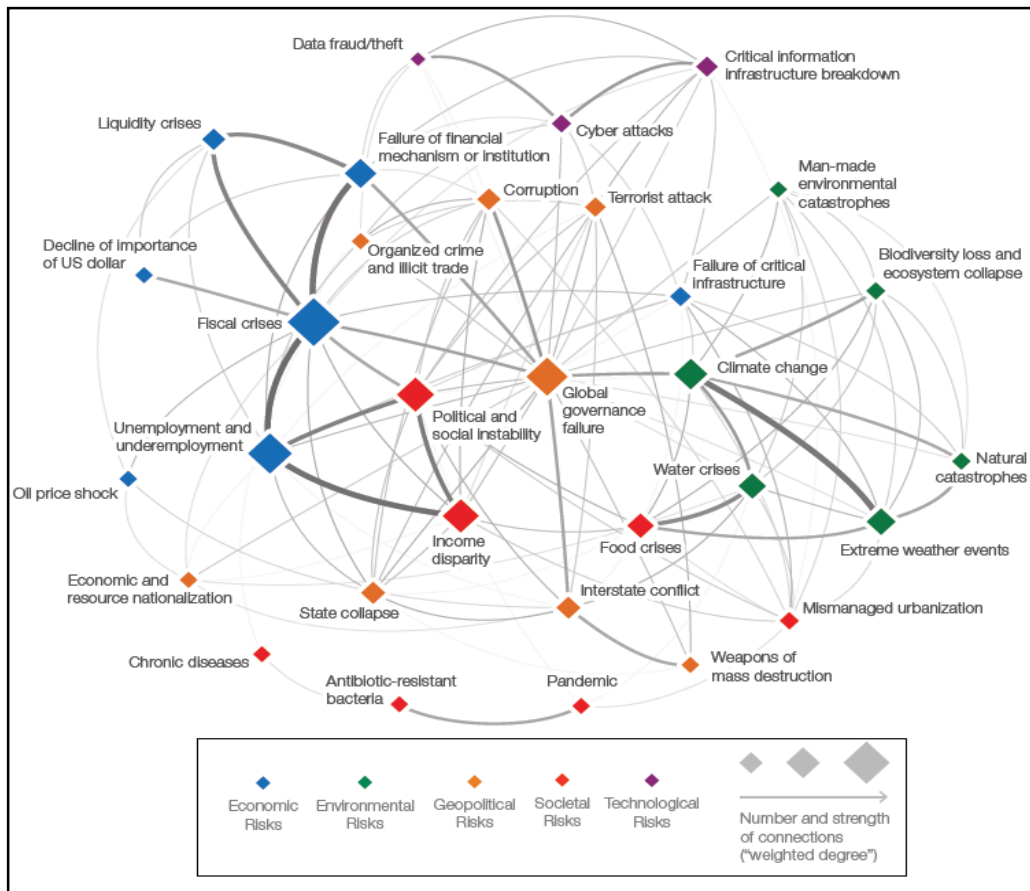 Data fraud/theft
Critical information
infrastructure breakdown
Liquidity crises
Failure of financial
mechanism or institution
Cyber attacks
Man-made
environmental
catastrophes
Corruption
Terrorist attack
Decline of importance
of US dollar
Organized crime
and illicit trade
Failure of critical
infrastructure
Biodiversity loss and
ecosystem collapse
Fiscal crises
Climate change
Global
governance
failure
Political and
social instability
Unemployment and
underemployment
Water crises
Natural
catastrophes
Oil price shock
Income
disparity
Food crises
Extreme weather events
Economic and
resource nationalization
State collapse
Interstate conflict
Mismanaged urbanization
Chronic diseases
Antibiotic-resistant
bacteria
Pandemic
Weapons of
mass destruction
Economic
Risks
Environmental
Risks
Geopolitical
Risks
Societal
Risks
Technological
Risks
Number and strength
of connections
("weighted degree")